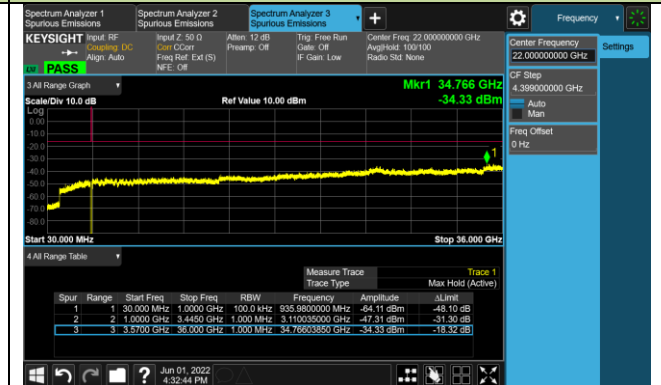 Spectrum Analyzer 1
Spurious Emissions
Spectrum Analyzer 2
Spurious Emissions
Spectrum Analyzer 3
Spurious Emissions
Frequency
KEYSIGHT
Input: RF
Coupling: DC
Align: Auto
Input Z: 50 Ω
Corr CCorr
Freq Ref: Ext (S)
NFE: Off
Atten: 12 dB
Preamp: Off
Trig: Free Run
Gate: Off
IF Gain: Low
Center Freq: 22.000000000 GHz
Avg|Hold: 100/100
Radio Std: None
PASS
Center Frequency
22.000000000 GHz
Settings
CF Step
4.399000000 GHz
Auto
Man
Freq Offset
0 Hz
3 All Range Graph
Mkr1 34.766 GHz
Scale/Div 10.0 dB
Ref Value 10.00 dBm
-34.33 dBm
Log
0.00
-10.0
-20.0
-30.0
-40.0
-50.0
-60.0
-70.0
-80.0
1
Start 30.000 MHz
Stop 36.000 GHz
4 All Range Table
Measure Trace Trace 1
Trace Type Max Hold (Active)
Spur Range Start Freq Stop Freq RBW Frequency Amplitude ΔLimit
1 1 30.000 MHz 1.0000 GHz 100.0 kHz 935.9800000 MHz -64.11 dBm -48.10 dB
2 2 1.0000 GHz 3.4450 GHz 1.000 MHz 3.110035000 GHz -47.31 dBm -31.30 dB
3 3 3.5700 GHz 36.000 GHz 1.000 MHz 34.76603850 GHz -34.33 dBm -18.32 dB
Jun 01, 2022
4:32:44 PM